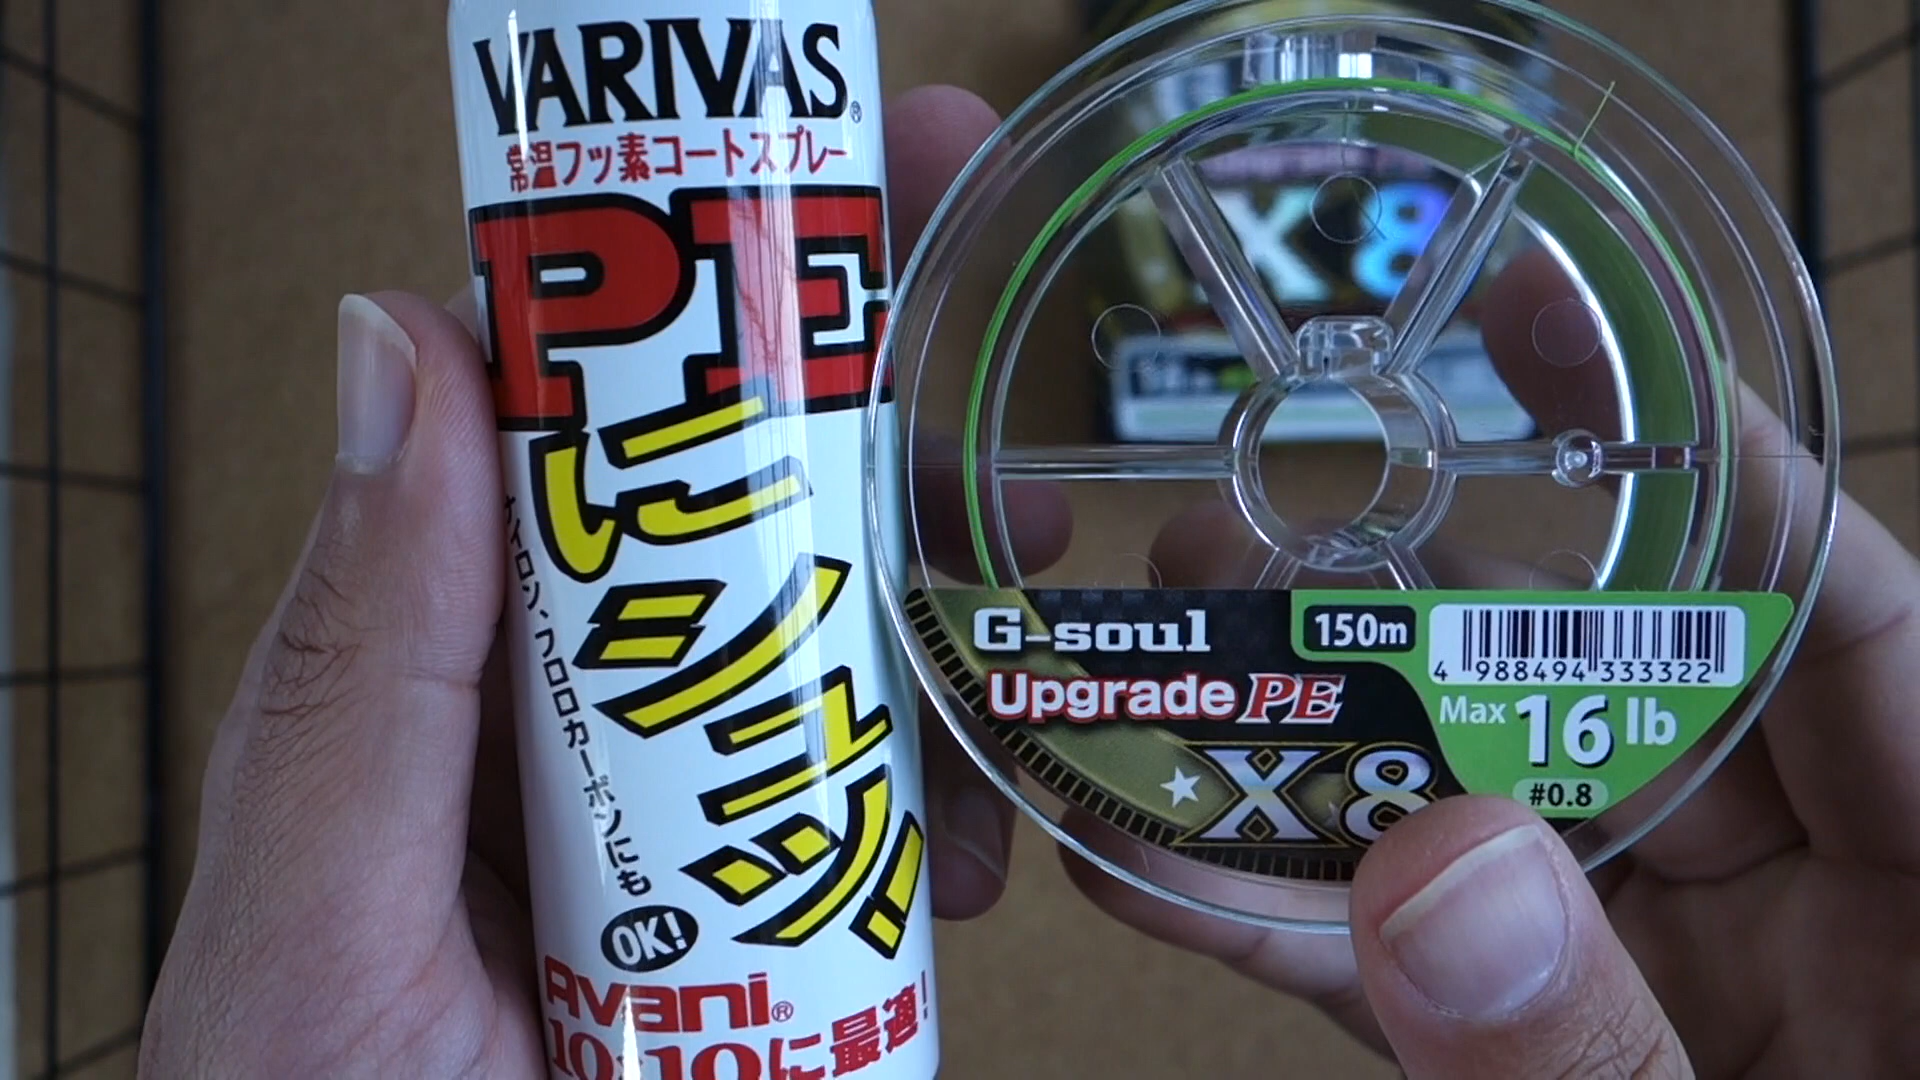 VARIVAS®
常温フッ素コートスプレー
PE
に
シュッ!
ナイロン、フロロカーボンにも
OK!
Avani®
10×10に最適!
X8
G-soul
150m
4 988494 333322
Upgrade PE
Max 16 lb
X8
#0.8